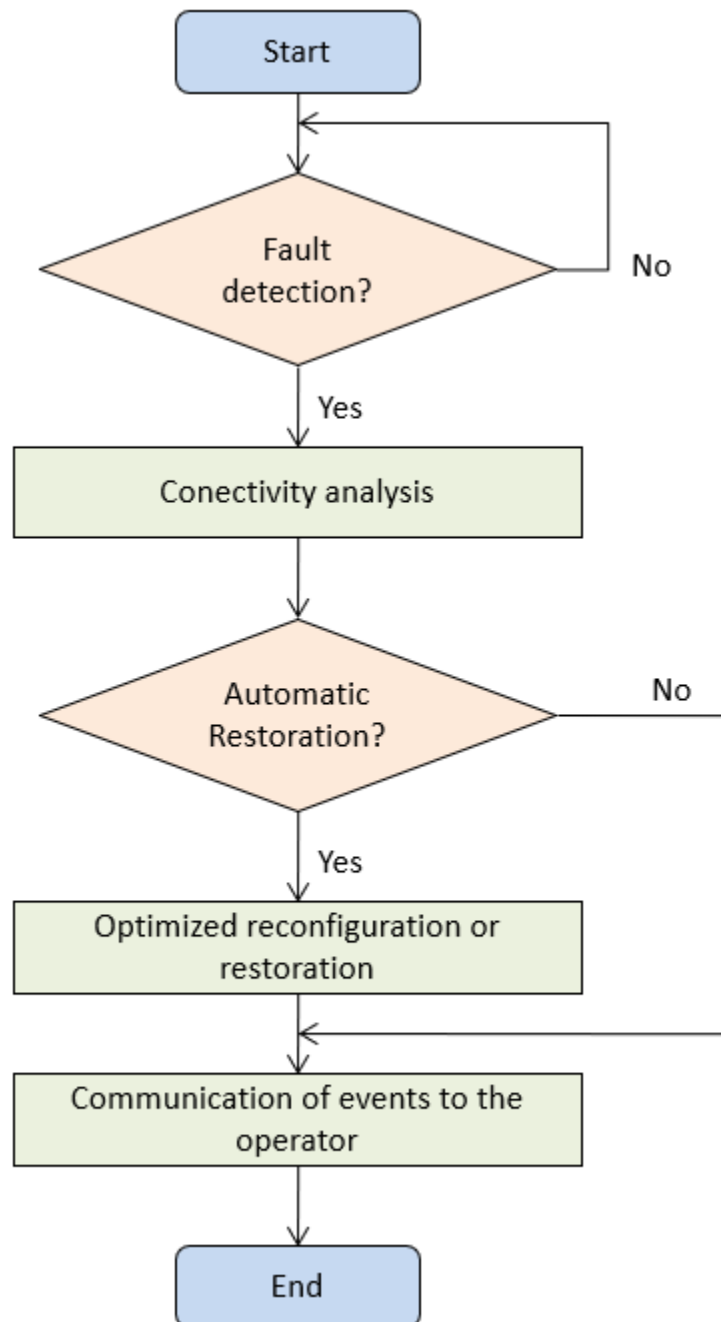 Start
Fault
detection?
No
Yes
Conectivity analysis
Automatic
Restoration?
No
Yes
Optimized reconfiguration or
restoration
Communication of events to the
operator
End